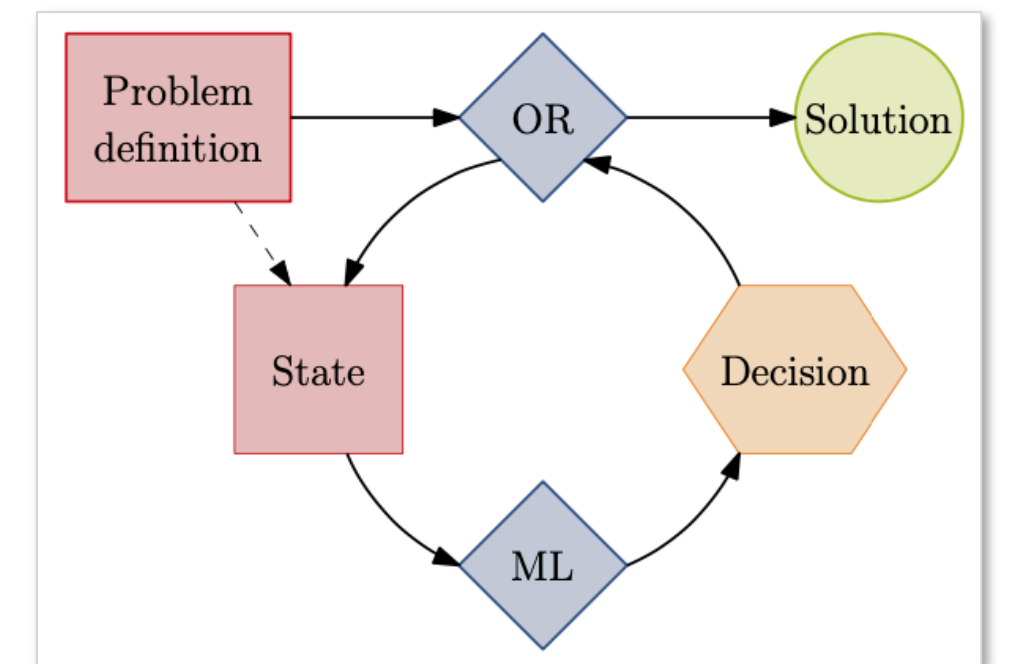 Problem
definition
OR
Solution
State
Decision
ML